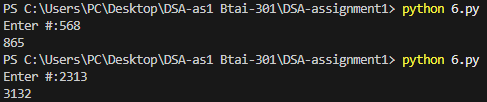 PS C:\Users\PC\Desktop\DSA-as1 Btai-301\DSA-assignment1> python 6.py
Enter #:568
865
PS C:\Users\PC\Desktop\DSA-as1 Btai-301\DSA-assignment1> python 6.py
Enter #:2313
3132